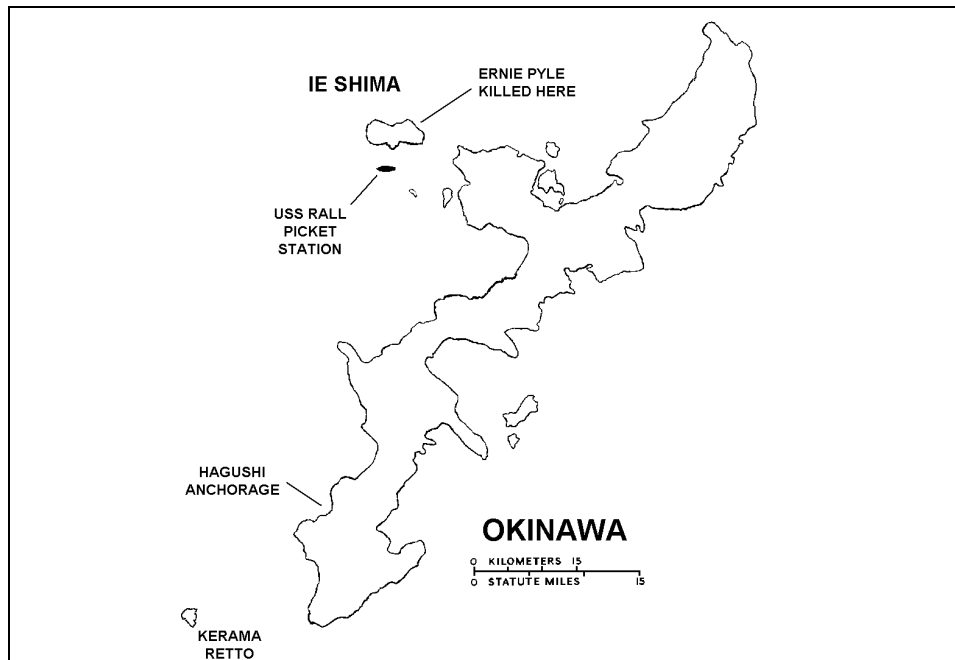 IE SHIMA
ERNIE PYLE
KILLED HERE
USS RALL
PICKET
STATION
HAGUSHI
ANCHORAGE
OKINAWA
0 KILOMETERS 15
0 STATUTE MILES 15
KERAMA
RETTO